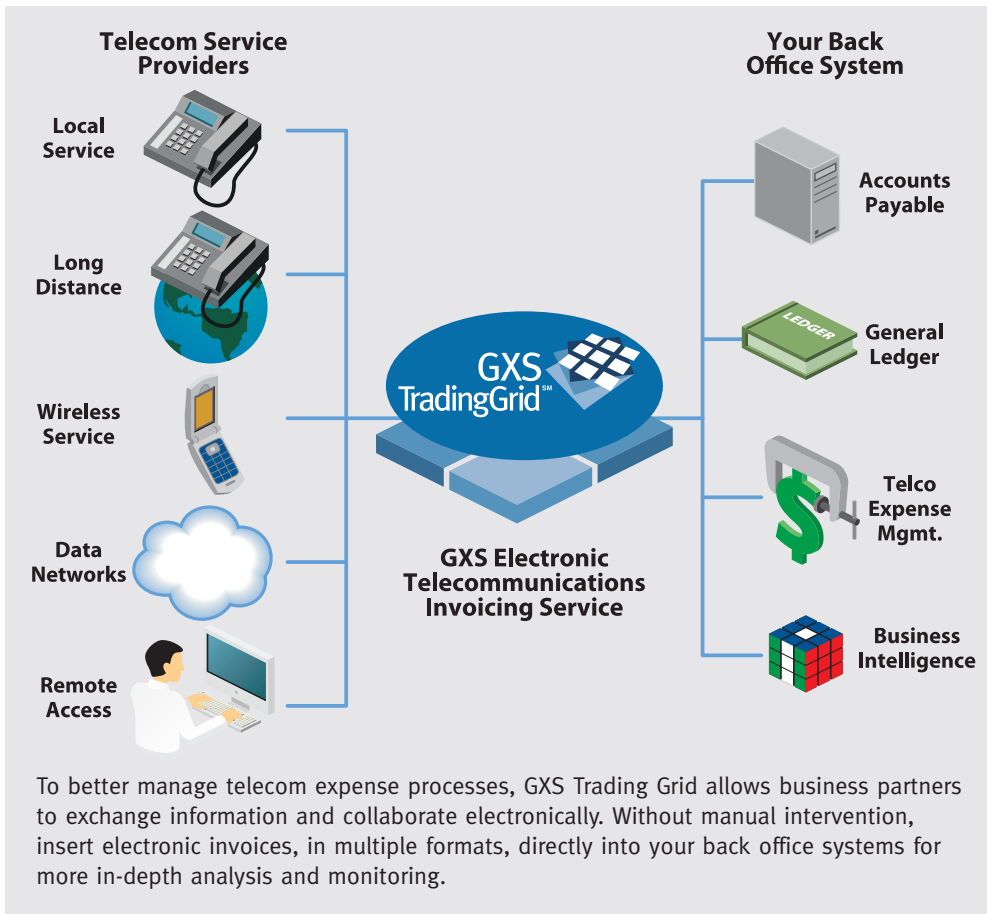 Telecom Service
Providers
Your Back
Office System
Local
Service
Long
Distance
Wireless
Service
Data
Networks
Remote
Access
GXS
TradingGrid℠
GXS Electronic
Telecommunications
Invoicing Service
Accounts
Payable
LEDGER
General
Ledger
Telco
Expense
Mgmt.
Business
Intelligence
To better manage telecom expense processes, GXS Trading Grid allows business partners
to exchange information and collaborate electronically. Without manual intervention,
insert electronic invoices, in multiple formats, directly into your back office systems for
more in-depth analysis and monitoring.